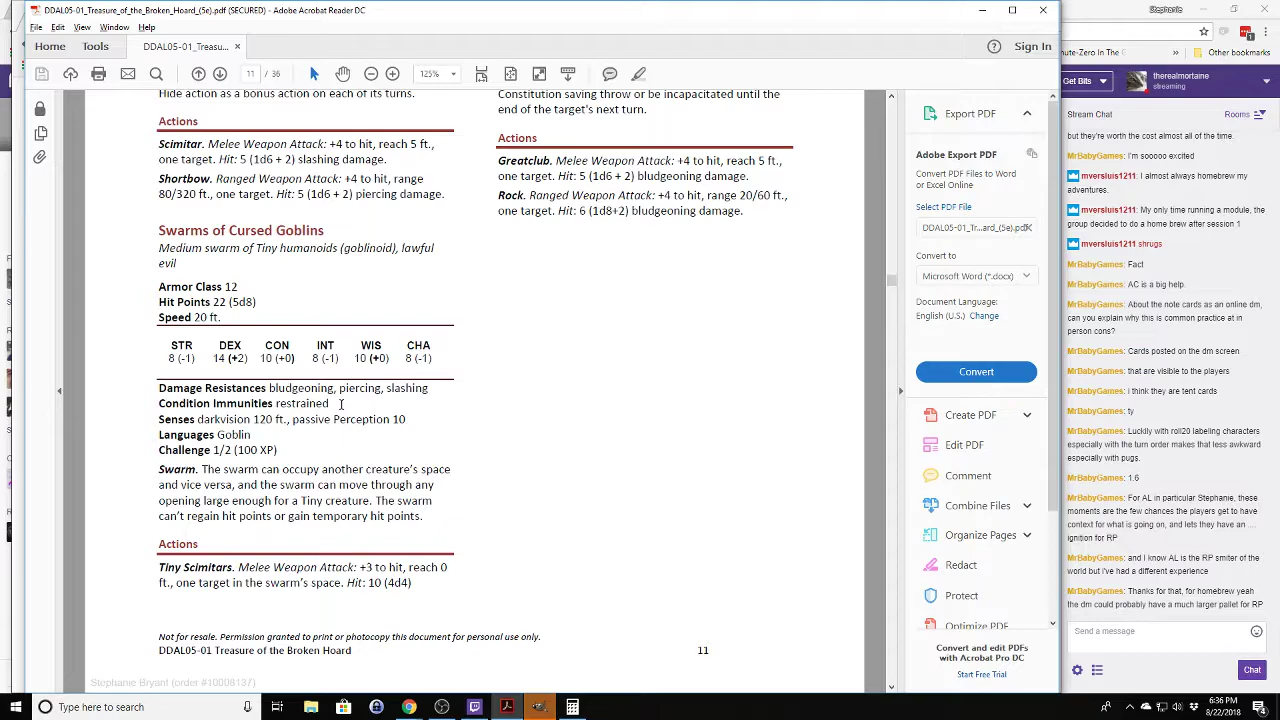 DDAL05-01_Treasure_of_the_Broken_Hoard_(5e).pdf (SECURED) - Adobe Acrobat Reader DC
Stephanie
File Edit View Window Help
Home Tools DDAL05-01_Treasu... × Sign In
Other bookmarks
11 / 36 125%
Get Bits therealmortaine
streaming
Hide action as a bonus action on each of its turns.
Actions
Scimitar. Melee Weapon Attack: +4 to hit, reach 5 ft.,
one target. Hit: 5 (1d6 + 2) slashing damage.
Shortbow. Ranged Weapon Attack: +4 to hit, range
80/320 ft., one target. Hit: 5 (1d6 + 2) piercing damage.
Swarms of Cursed Goblins
Medium swarm of Tiny humanoids (goblinoid), lawful
evil
Armor Class 12
Hit Points 22 (5d8)
Speed 20 ft.
STR DEX CON INT WIS CHA
8 (-1) 14 (+2) 10 (+0) 8 (-1) 10 (+0) 8 (-1)
Damage Resistances bludgeoning, piercing, slashing
Condition Immunities restrained
Senses darkvision 120 ft., passive Perception 10
Languages Goblin
Challenge 1/2 (100 XP)
Swarm. The swarm can occupy another creature's space
and vice versa, and the swarm can move through any
opening large enough for a Tiny creature. The swarm
can't regain hit points or gain temporary hit points.
Actions
Tiny Scimitars. Melee Weapon Attack: +3 to hit, reach 0
ft., one target in the swarm's space. Hit: 10 (4d4)
Constitution saving throw or be incapacitated until the
end of the target's next turn.
Actions
Greatclub. Melee Weapon Attack: +4 to hit, reach 5 ft.,
one target. Hit: 5 (1d6 + 2) bludgeoning damage.
Rock. Ranged Weapon Attack: +4 to hit, range 20/60 ft.,
one target. Hit: 6 (1d8+2) bludgeoning damage.
Not for resale. Permission granted to print or photocopy this document for personal use only.
DDAL05-01 Treasure of the Broken Hoard 11
Stephanie Bryant (order #10008137)
Export PDF
Adobe Export PDF
Convert PDF Files to Word
or Excel Online
Select PDF File
DDAL05-01_Tr...ard_(5e).pdf
Convert to
Microsoft Word (*.docx)
Document Language:
English (U.S.) Change
Convert
Create PDF
Edit PDF
Comment
Combine Files
Organize Pages
Redact
Protect
Optimize PDF
Convert and edit PDFs
with Acrobat Pro DC
Start Free Trial
Stream Chat Rooms
but they're worth the cost almost all of the time.
MrBabyGames: I'm sooooo excited
mversluis1211: I almost always homebrew my
adventures.
mversluis1211: My only time running a module, the
group decided to do a home brew after session 1
mversluis1211 shrugs
MrBabyGames: Fact
MrBabyGames: AC is a big help.
MrBabyGames: About the note cards as an online dm,
can you explain why this is common practice at in
person cons?
MrBabyGames: Cards posted on the dm screen
MrBabyGames: that are visible to the players
MrBabyGames: i think they are tent cards
MrBabyGames: ty
MrBabyGames: Luckily with roll20 labeling characters
especially with the turn order makes that less awkward
especially with pugs.
MrBabyGames: 1.6
MrBabyGames: For AL in particular Stephanie, these
moments are the few chances the players get to have
context for what is going on, and lets they have an ....
ignition for RP
MrBabyGames: and I know AL is the RP smiter of the
world but i've had a different experience
MrBabyGames: Thanks for that, for homebrew yeah
the dm could probably have a much larger pallet for RP
Send a message
Chat
Type here to search
6:36 PM
8/22/2018